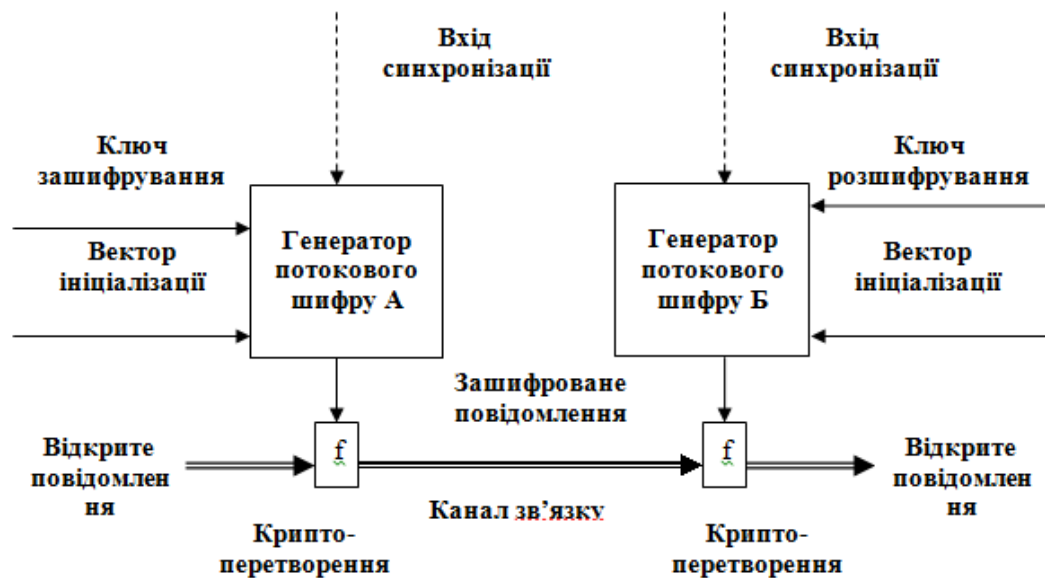 Вхід
синхронізації
Вхід
синхронізації
Ключ
зашифрування
Ключ
розшифрування
Генератор
потокового
шифру А
Генератор
потокового
шифру Б
Вектор
ініціалізації
Вектор
ініціалізації
Зашифроване
повідомлення
Відкрите
повідомлен
ня
f
f
Відкрите
повідомлен
ня
Канал зв’язку
Крипто-
перетворення
Крипто-
перетворення